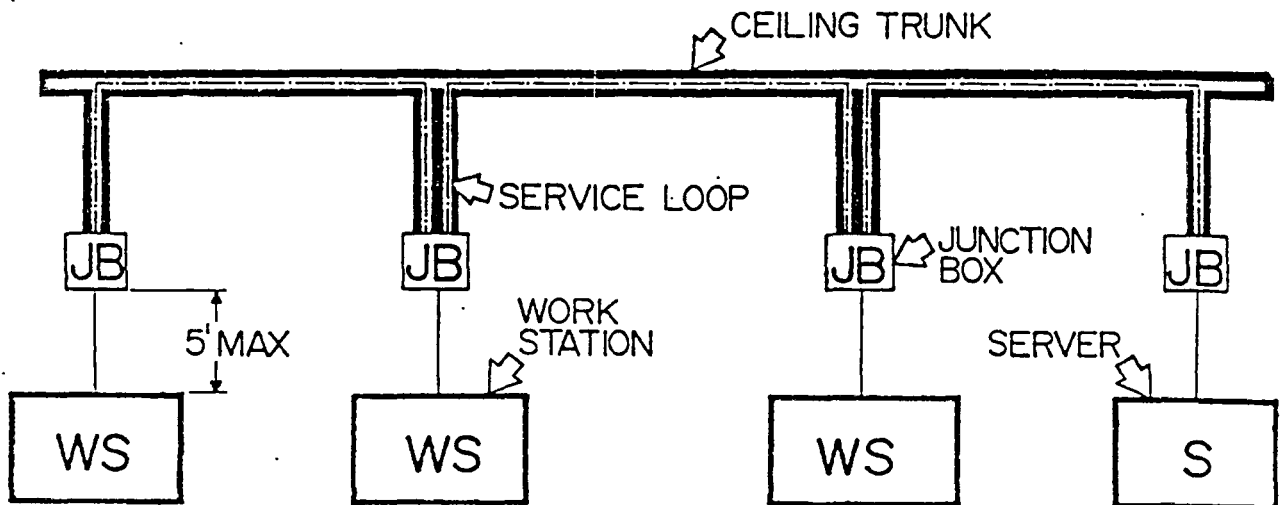 CEILING TRUNK
SERVICE LOOP
JB
JB
JB
JB
JUNCTION
BOX
5' MAX
WORK
STATION
SERVER
WS
WS
WS
S